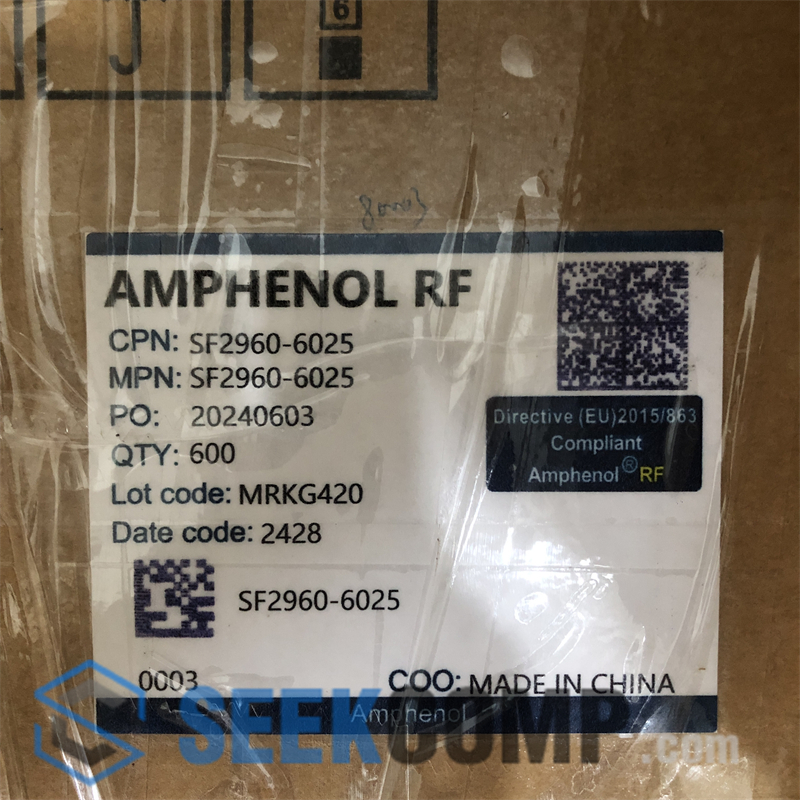 6
AMPHENOL RF
CPN: SF2960-6025
MPN: SF2960-6025
PO: 20240603
QTY: 600
Lot code: MRKG420
Date code: 2428
Directive (EU)2015/863
Compliant
Amphenol® RF
SF2960-6025
0003
COO: MADE IN CHINA
Amphenol
SEEKCOMP.com